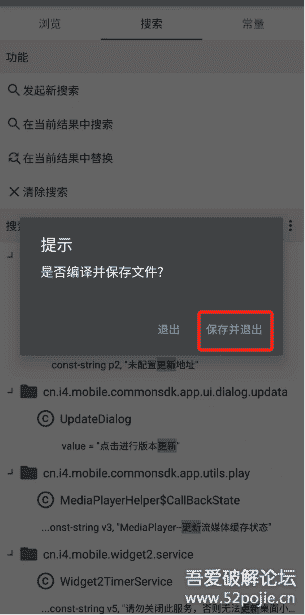 浏览
搜索
常量
功能
发起新搜索
在当前结果中搜索
在当前结果中替换
清除搜索
搜
提示
是否编译并保存文件?
退出
保存并退出
const-string p2, "未配置更新地址"
cn.i4.mobile.commonsdk.app.ui.dialog.updata
UpdateDialog
value = "点击进行版本更新"
cn.i4.mobile.commonsdk.app.utils.play
MediaPlayerHelper$CallBackState
...onst-string v3, "MediaPlayer--更新流媒体缓存状态"
cn.i4.mobile.widget2.service
Widget2TimerService
...onst-string v5, "请勿关闭此服务，否则无法更新桌面小...
吾爱破解论坛
www.52pojie.cn